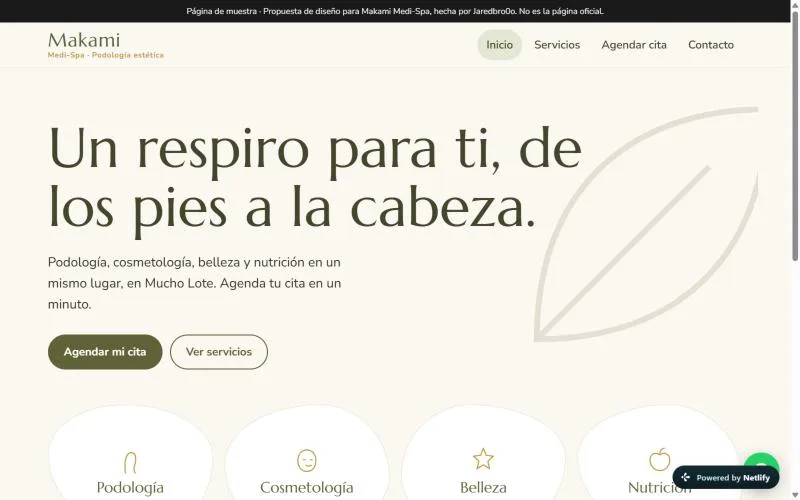 Página de muestra · Propuesta de diseño para Makami Medi-Spa, hecha por Jaredbro0o. No es la página oficial.
Makami
Medi-Spa · Podología estética
Inicio
Servicios
Agendar cita
Contacto
Un respiro para ti, de
los pies a la cabeza.
Podología, cosmetología, belleza y nutrición en un
mismo lugar, en Mucho Lote. Agenda tu cita en un
minuto.
Agendar mi cita
Ver servicios
Podología
Cosmetología
Belleza
Nutrición
Powered by Netlify